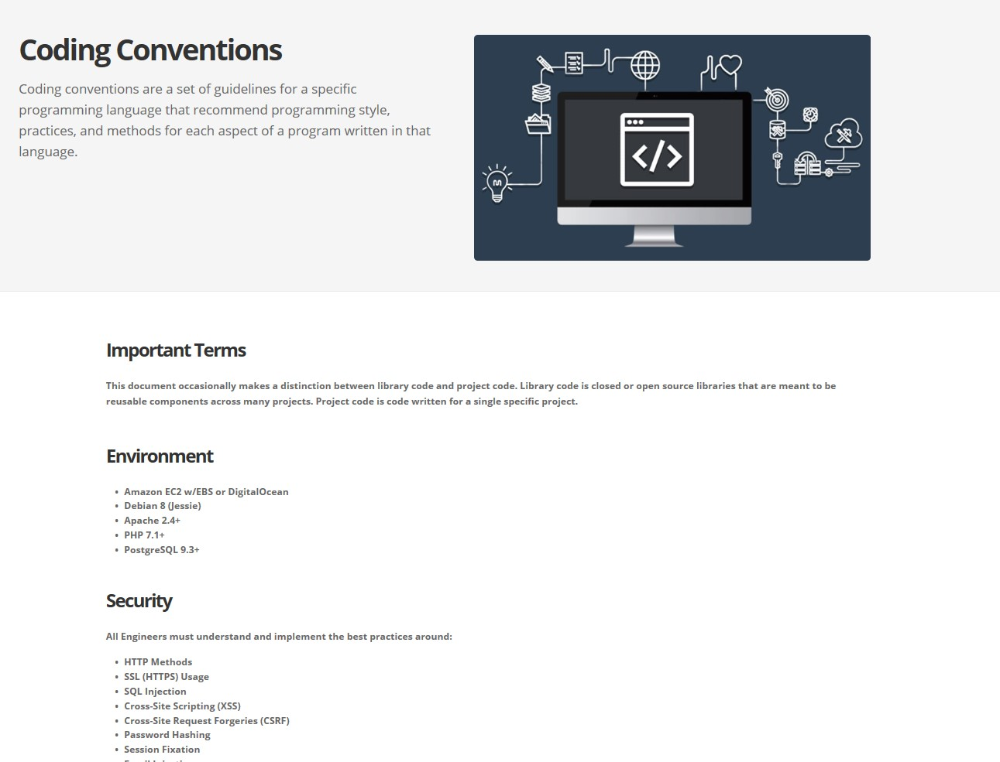 Coding Conventions
Coding conventions are a set of guidelines for a specific
programming language that recommend programming style,
practices, and methods for each aspect of a program written in that
language.
</>
Important Terms
This document occasionally makes a distinction between library code and project code. Library code is closed or open source libraries that are meant to be
reusable components across many projects. Project code is code written for a single specific project.
Environment
• Amazon EC2 w/EBS or DigitalOcean
• Debian 8 (Jessie)
• Apache 2.4+
• PHP 7.1+
• PostgreSQL 9.3+
Security
All Engineers must understand and implement the best practices around:
• HTTP Methods
• SSL (HTTPS) Usage
• SQL Injection
• Cross-Site Scripting (XSS)
• Cross-Site Request Forgeries (CSRF)
• Password Hashing
• Session Fixation